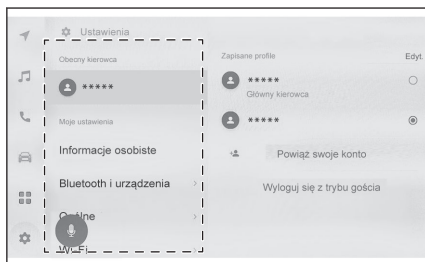 Ustawienia
Obecny kierowca
*****
Moje ustawienia
Informacje osobiste
Bluetooth i urządzenia
Ogólne
Wi-Fi
Zapisane profile
Edyt.
*****
Główny kierowca
*****
Powiąż swoje konto
Wyloguj się z trybu gościa